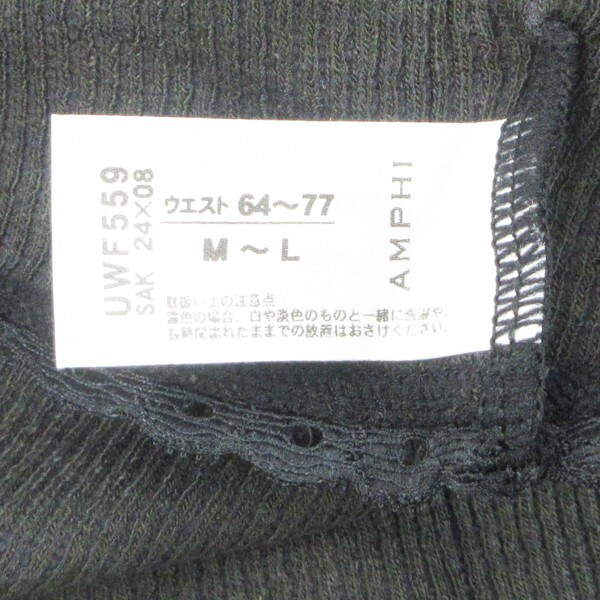 UWF559
SAK 24×08
ウエスト 64～77
M ～ L
AMPHI
取扱い上の注意点
濃色の場合、白や淡色のものと一緒に洗濯や、
長時間濡れたままでの放置はおさけください。